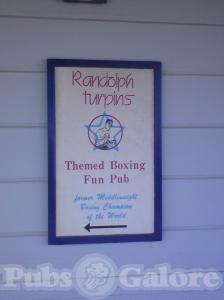 Randolph
turpins
Themed Boxing
Fun Pub
former Middleweight
Boxing Champion
of the World
Pubs Galore